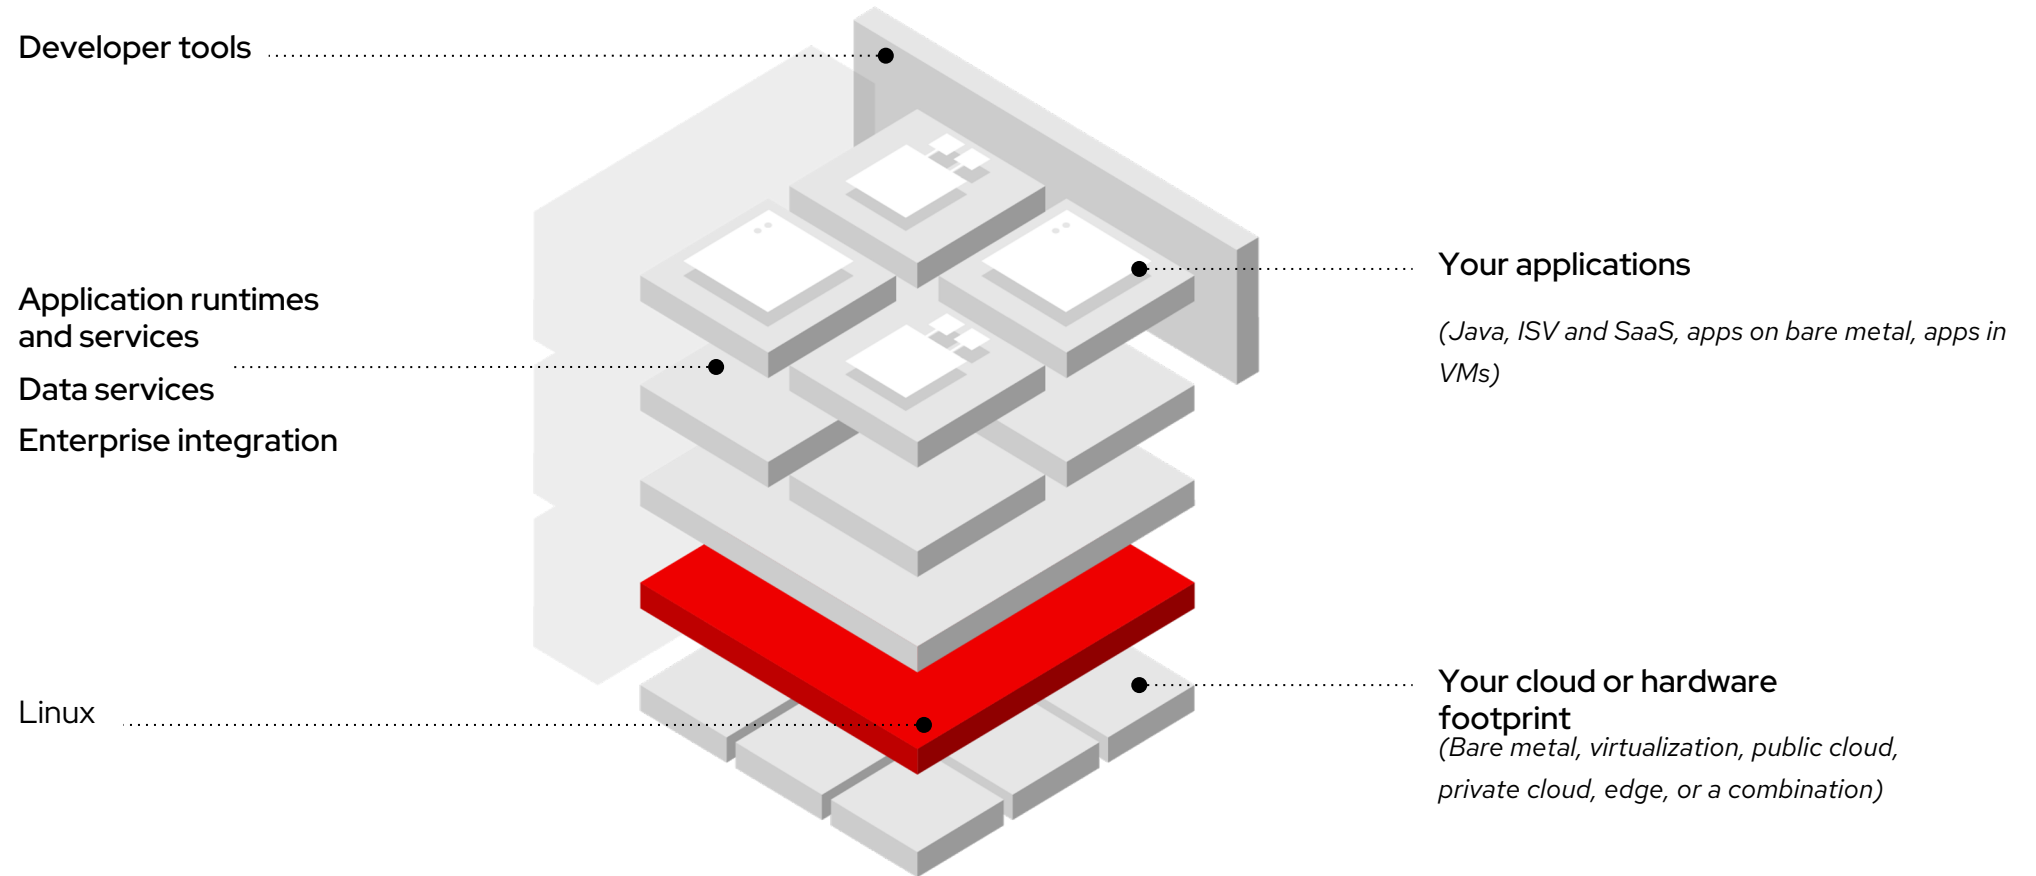 Developer tools
Application runtimes
and services
Data services
Enterprise integration
Linux
Your applications
(Java, ISV and SaaS, apps on bare metal, apps in
VMs)
Your cloud or hardware
footprint
(Bare metal, virtualization, public cloud,
private cloud, edge, or a combination)